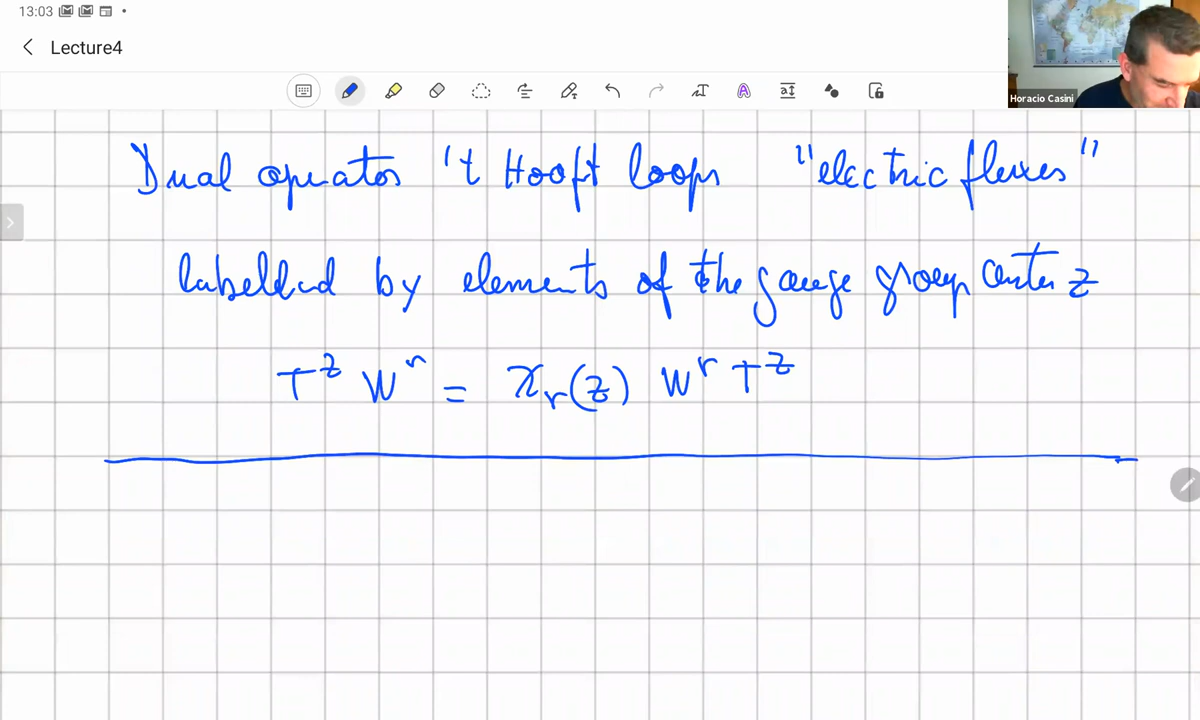 13:03
Lecture4
Horacio Casini
Dual operator 't Hooft loops "electric fluxes"
labelled by elements of the gauge group center z
T^z W^r = χ_r(z) W^r T^z